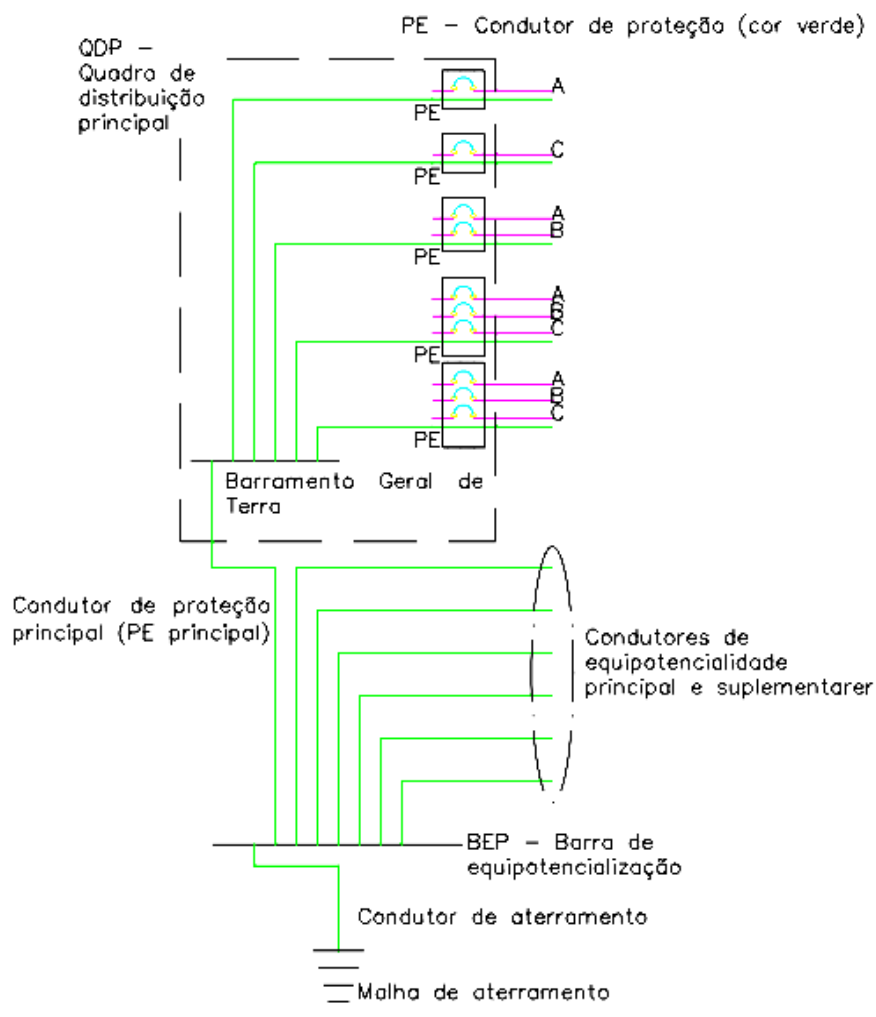 PE – Condutor de proteção (cor verde)
QDP –
Quadro de
distribuição
principal
A
PE
C
PE
A
B
PE
A
B
B
C
PE
A
B
C
PE
Barramento Geral de
Terra
Condutor de proteção
principal (PE principal)
Condutores de
equipotencialidade
principal e suplementarer
BEP – Barra de
equipotencialização
Condutor de aterramento
Malha de aterramento